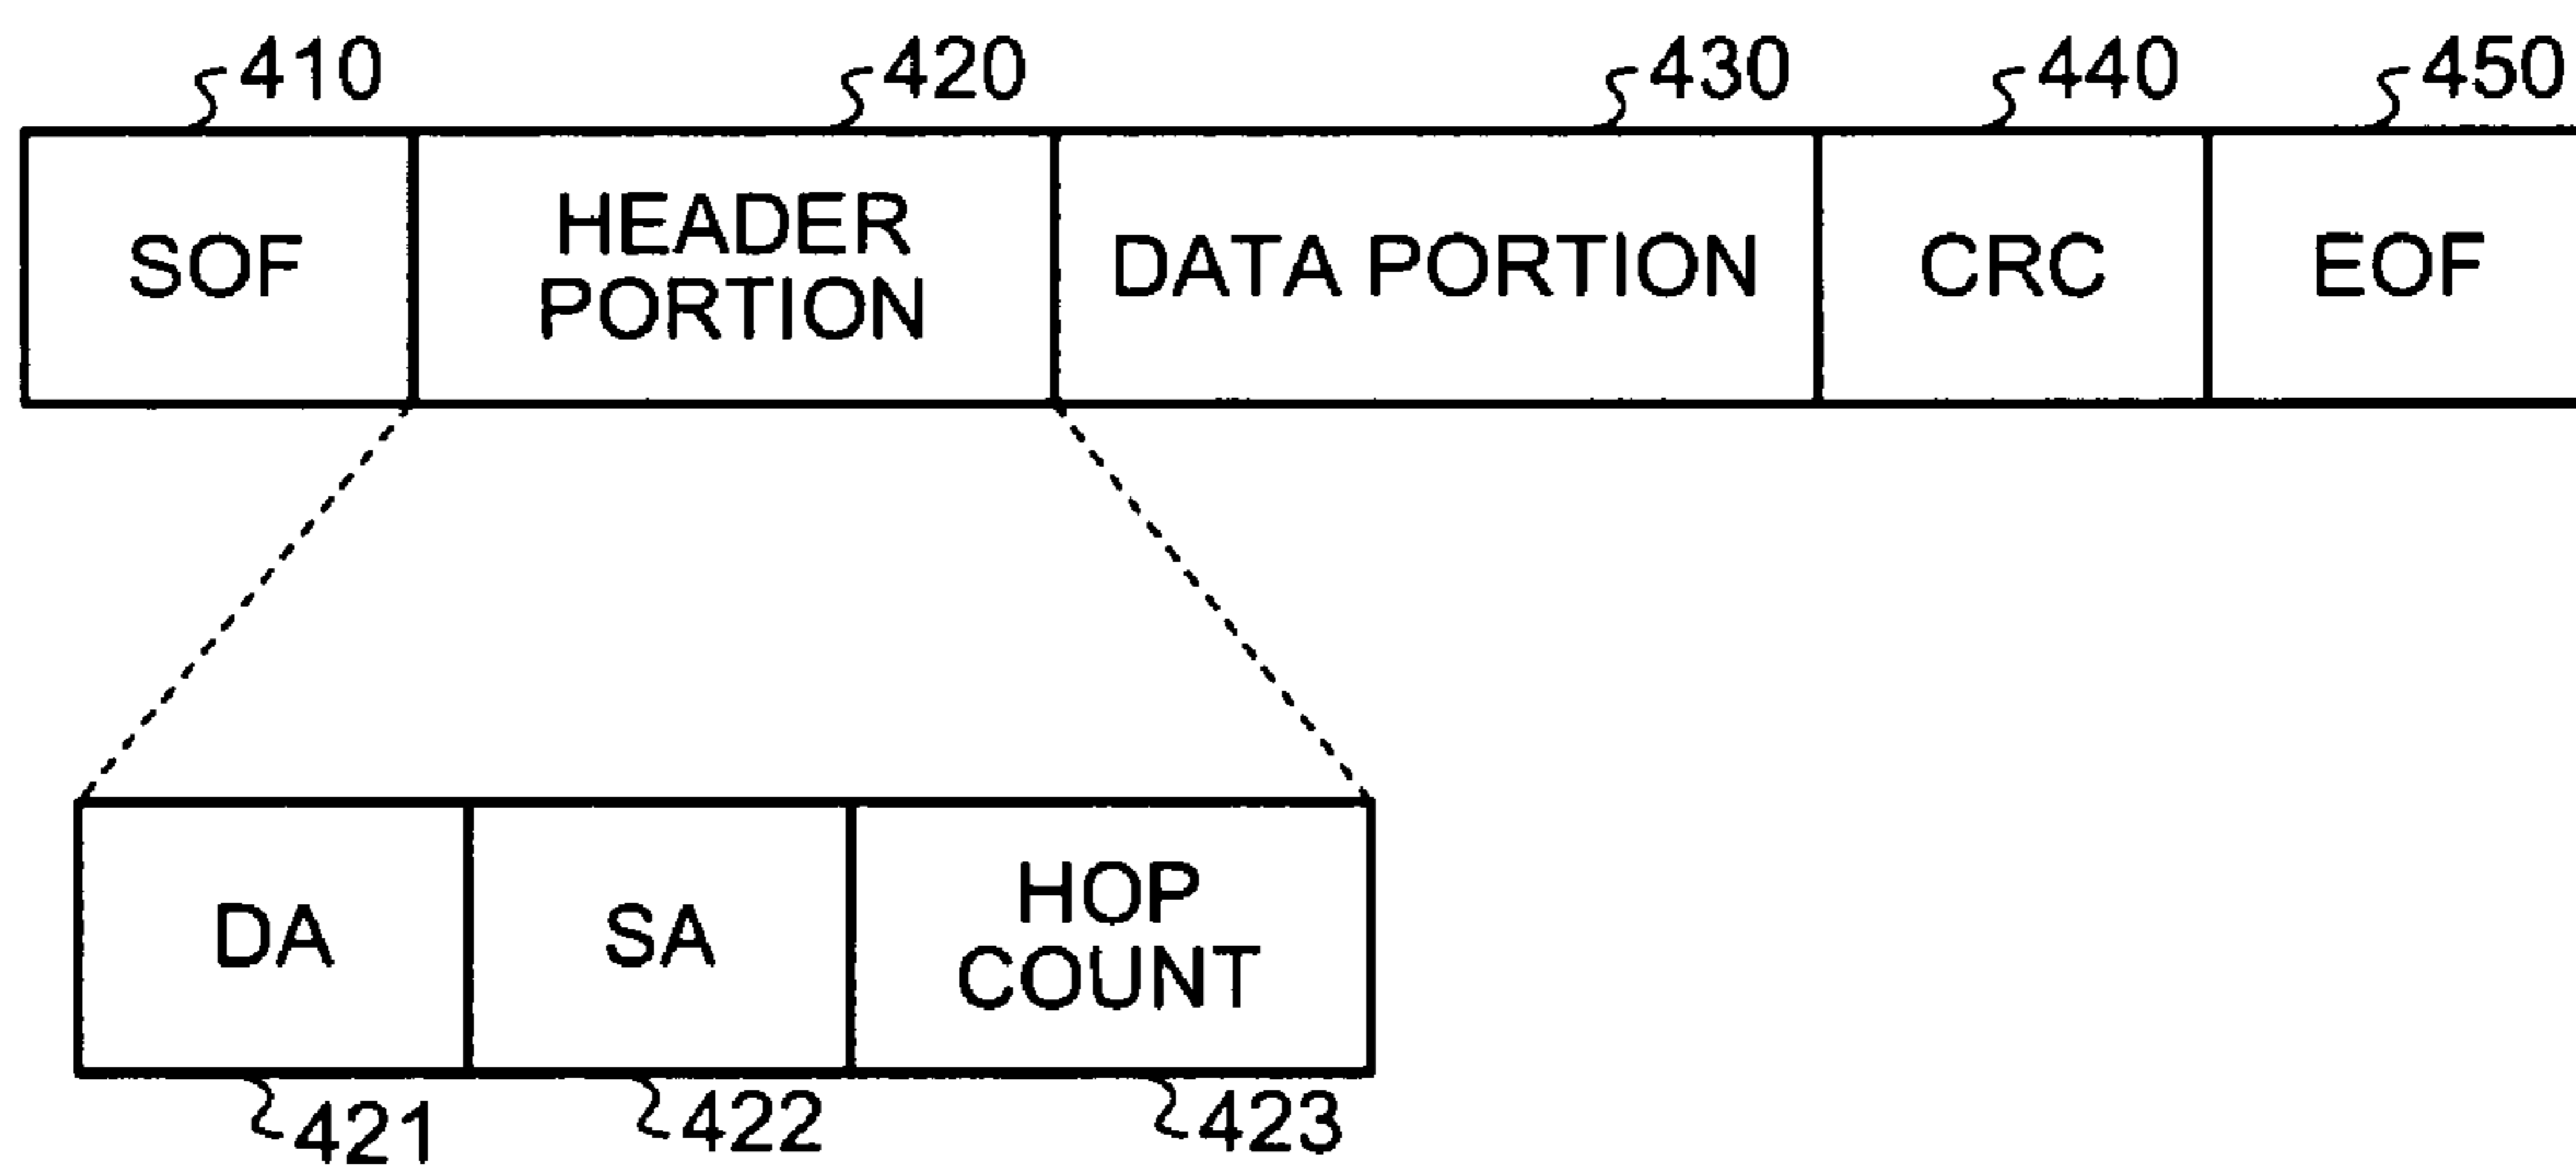 410 420 430 440 450
SOF HEADER PORTION DATA PORTION CRC EOF
DA SA HOP COUNT
421 422 423